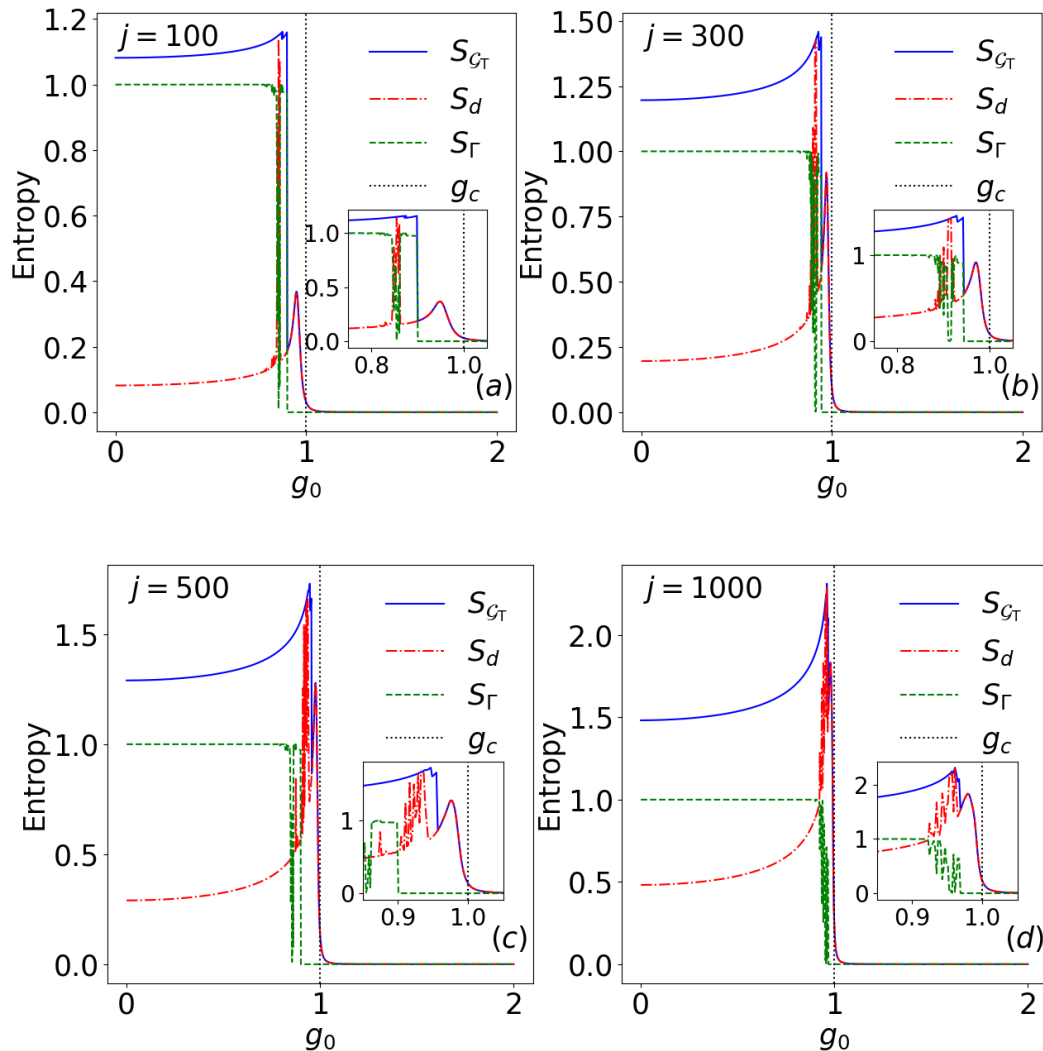 j = 100
S_{𝒢_T}
S_d
S_Γ
g_c
Entropy
1.2
1.0
0.8
0.6
0.4
0.2
0.0
1.0
0.5
0.0
0.8
1.0
(a)
0
1
2
g_0
j = 300
S_{𝒢_T}
S_d
S_Γ
g_c
Entropy
1.50
1.25
1.00
0.75
0.50
0.25
0.00
1
0
0.8
1.0
(b)
0
1
2
g_0
j = 500
S_{𝒢_T}
S_d
S_Γ
g_c
Entropy
1.5
1.0
0.5
0.0
1
0
0.9
1.0
(c)
0
1
2
g_0
j = 1000
S_{𝒢_T}
S_d
S_Γ
g_c
Entropy
2.0
1.5
1.0
0.5
0.0
2
1
0
0.9
1.0
(d)
0
1
2
g_0